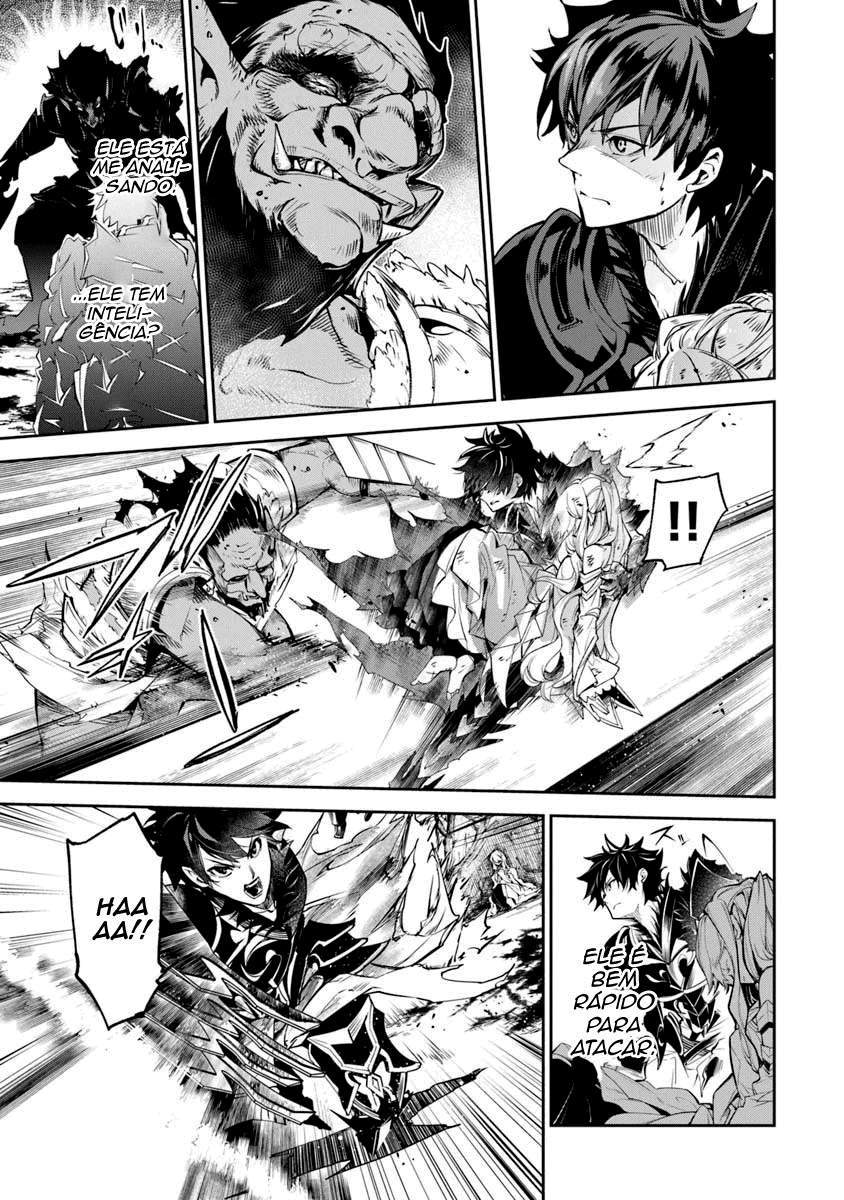 ELE ESTÁ
ME ANALI-
SANDO.
...ELE TEM
INTELI-
GÊNCIA?
!!
ELE É
BEM
RÁPIDO
PARA
ATACAR.
HAA
AA!!